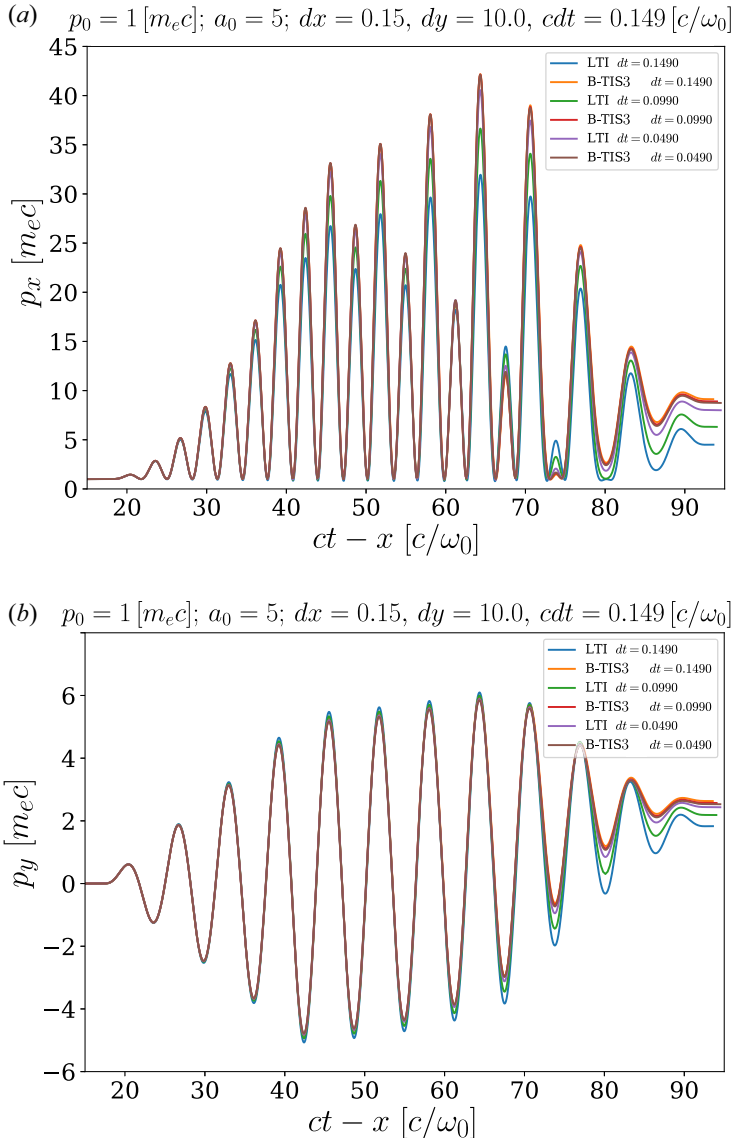 (a) p₀ = 1 [mₑc]; a₀ = 5; dx = 0.15, dy = 10.0, cdt = 0.149 [c/ω₀]
45
40
35
30
25
20
15
10
5
0
pₓ [mₑc]
LTI dt = 0.1490
B-TIS3 dt = 0.1490
LTI dt = 0.0990
B-TIS3 dt = 0.0990
LTI dt = 0.0490
B-TIS3 dt = 0.0490
20 30 40 50 60 70 80 90
ct − x [c/ω₀]
(b) p₀ = 1 [mₑc]; a₀ = 5; dx = 0.15, dy = 10.0, cdt = 0.149 [c/ω₀]
6
4
2
0
−2
−4
−6
p_y [mₑc]
LTI dt = 0.1490
B-TIS3 dt = 0.1490
LTI dt = 0.0990
B-TIS3 dt = 0.0990
LTI dt = 0.0490
B-TIS3 dt = 0.0490
20 30 40 50 60 70 80 90
ct − x [c/ω₀]